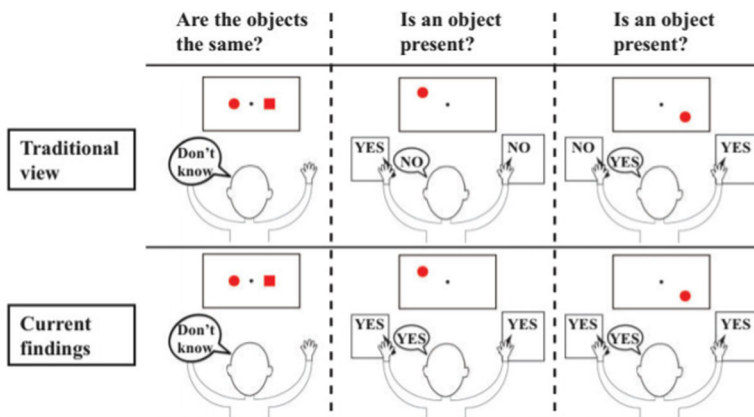 Are the objects
the same?
Is an object
present?
Is an object
present?
Traditional
view
Don't
know
YES
NO
NO
NO
YES
YES
Current
findings
Don't
know
YES
YES
YES
YES
YES
YES